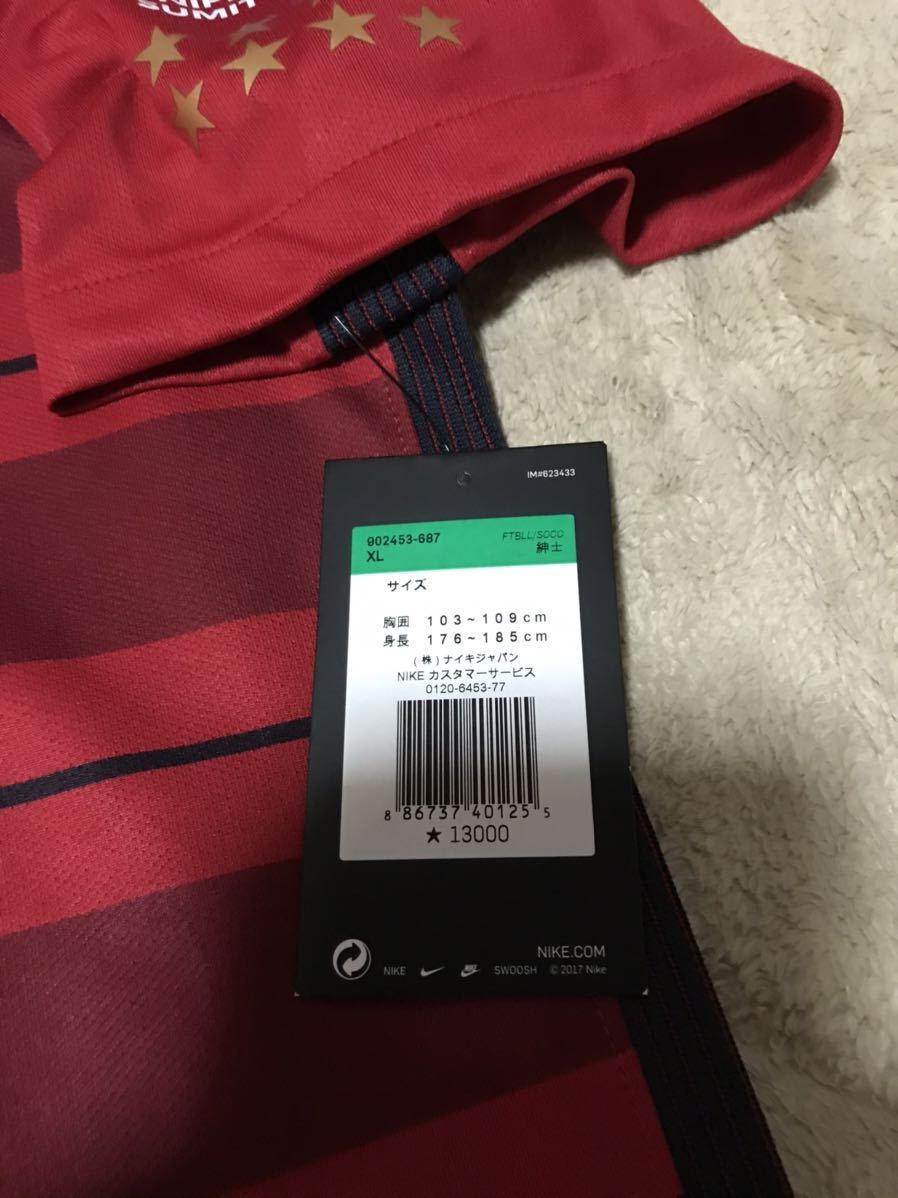 SUMIT
IM#623433
902453-687
XL
FTBLL/SOCC
紳士
サイズ
胸囲 103~109cm
身長 176~185cm
(株)ナイキジャパン
NIKE カスタマーサービス
0120-6453-77
8 86737 40125 5
★ 13000
NIKE.COM
NIKE SWOOSH © 2017 Nike